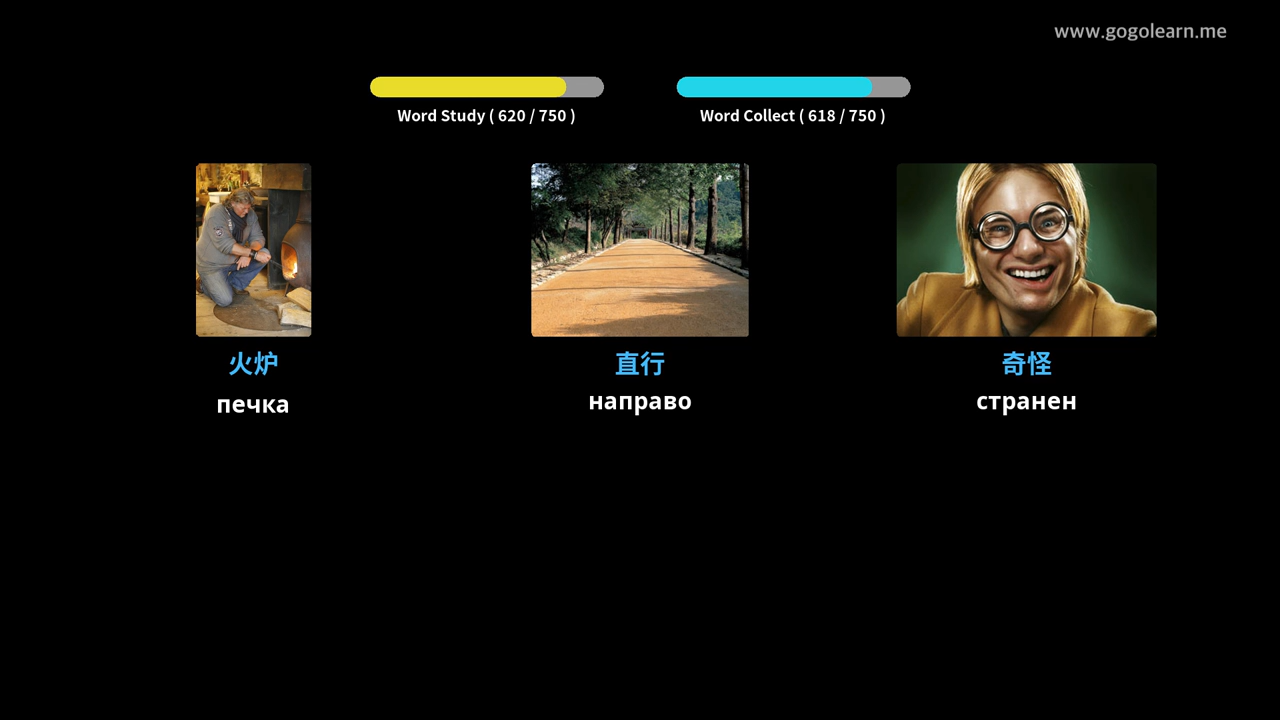 www.gogolearn.me
Word Study ( 620 / 750 )
Word Collect ( 618 / 750 )
火炉
直行
奇怪
печка
направо
странен